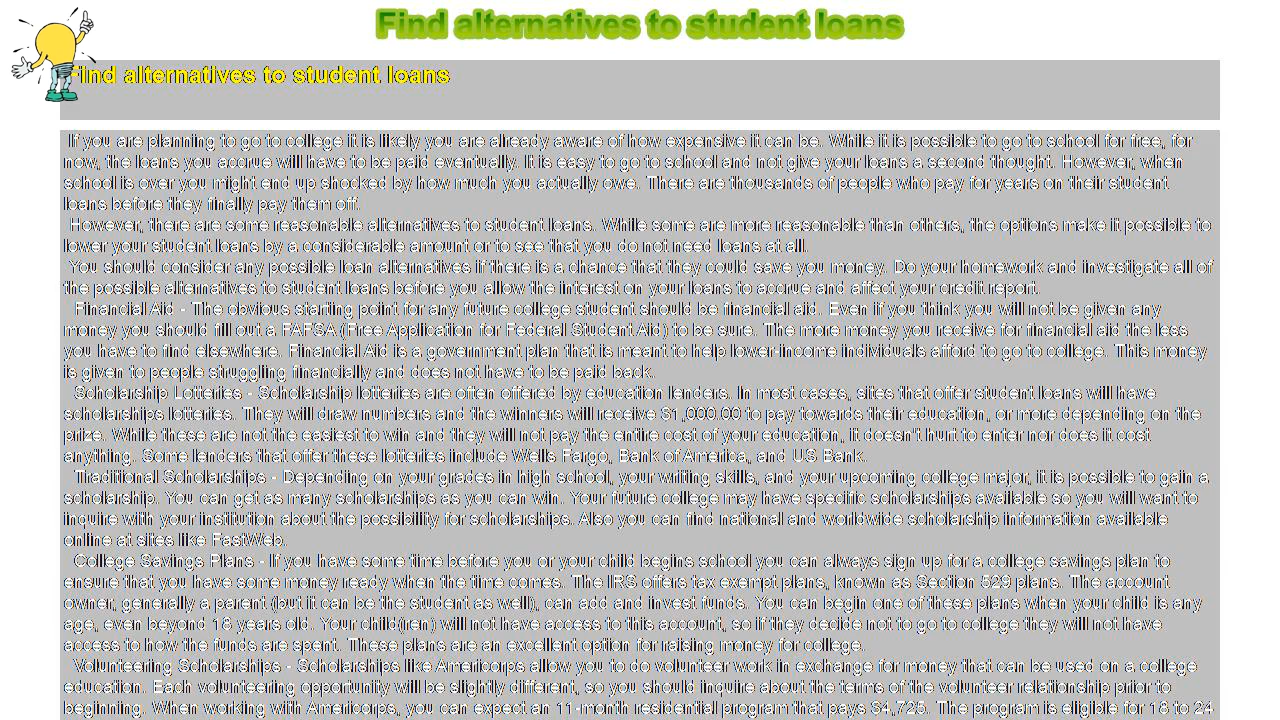 Find alternatives to student loans
Find alternatives to student loans
If you are planning to go to college it is likely you are already aware of how expensive it can be. While it is possible to go to school for free, for
now, the loans you accrue will have to be paid eventually. It is easy to go to school and not give your loans a second thought. However, when
school is over you might end up shocked by how much you actually owe. There are thousands of people who pay for years on their student
loans before they finally pay them off.
However, there are some reasonable alternatives to student loans. While some are more reasonable than others, the options make it possible to
lower your student loans by a considerable amount or to see that you do not need loans at all.
You should consider any possible loan alternatives if there is a chance that they could save you money. Do your homework and investigate all of
the possible alternatives to student loans before you allow the interest on your loans to accrue and affect your credit report.
Financial Aid - The obvious starting point for any future college student should be financial aid. Even if you think you will not be given any
money you should fill out a FAFSA (Free Application for Federal Student Aid) to be sure. The more money you receive for financial aid the less
you have to find elsewhere. Financial Aid is a government plan that is meant to help lower-income individuals afford to go to college. This money
is given to people struggling financially and does not have to be paid back.
Scholarship Lotteries - Scholarship lotteries are often offered by education lenders. In most cases, sites that offer student loans will have
scholarships lotteries. They will draw numbers and the winners will receive $1,000.00 to pay towards their education, or more depending on the
prize. While these are not the easiest to win and they will not pay the entire cost of your education, it doesn't hurt to enter nor does it cost
anything. Some lenders that offer these lotteries include Wells Fargo, Bank of America, and US Bank.
Traditional Scholarships - Depending on your grades in high school, your writing skills, and your upcoming college major, it is possible to gain a
scholarship. You can get as many scholarships as you can win. Your future college may have specific scholarships available so you will want to
inquire with your institution about the possibility for scholarships. Also you can find national and worldwide scholarship information available
online at sites like FastWeb.
College Savings Plans - If you have some time before you or your child begins school you can always sign up for a college savings plan to
ensure that you have some money ready when the time comes. The IRS offers tax exempt plans, known as Section 529 plans. The account
owner, generally a parent (but it can be the student as well), can add and invest funds. You can begin one of these plans when your child is any
age, even beyond 18 years old. Your child(ren) will not have access to this account, so if they decide not to go to college they will not have
access to how the funds are spent. These plans are an excellent option for raising money for college.
Volunteering Scholarships - Scholarships like Americorps allow you to do volunteer work in exchange for money that can be used on a college
education. Each volunteering opportunity will be slightly different, so you should inquire about the terms of the volunteer relationship prior to
beginning. When working with Americorps, you can expect an 11-month residential program that pays $4,725. The program is eligible for 18 to 24